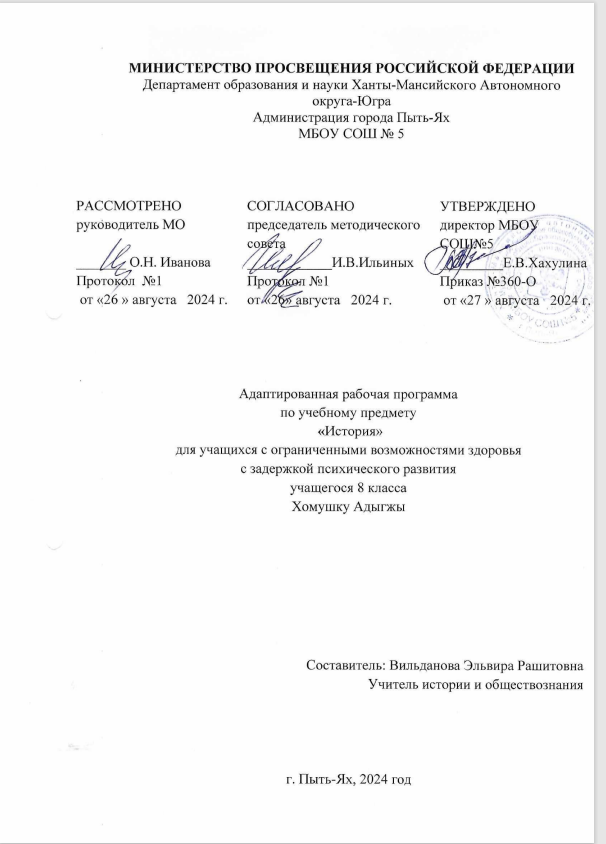 МИНИСТЕРСТВО ПРОСВЕЩЕНИЯ РОССИЙСКОЙ ФЕДЕРАЦИИ
Департамент образования и науки Ханты-Мансийского Автономного
округа-Югра
Администрация города Пыть-Ях
МБОУ СОШ № 5
РАССМОТРЕНО
руководитель МО
_______О.Н. Иванова
Протокол №1
от «26 » августа 2024 г.
СОГЛАСОВАНО
председатель методического
совета
____________И.В.Ильиных
Протокол №1
от «26» августа 2024 г.
УТВЕРЖДЕНО
директор МБОУ
СОШ№5
_________Е.В.Хахулина
Приказ №360-О
от «27 » августа 2024 г.
Адаптированная рабочая программа
по учебному предмету
«История»
для учащихся с ограниченными возможностями здоровья
с задержкой психического развития
учащегося 8 класса
Хомушку Адыгжы
Составитель: Вильданова Эльвира Рашитовна
Учитель истории и обществознания
г. Пыть-Ях, 2024 год